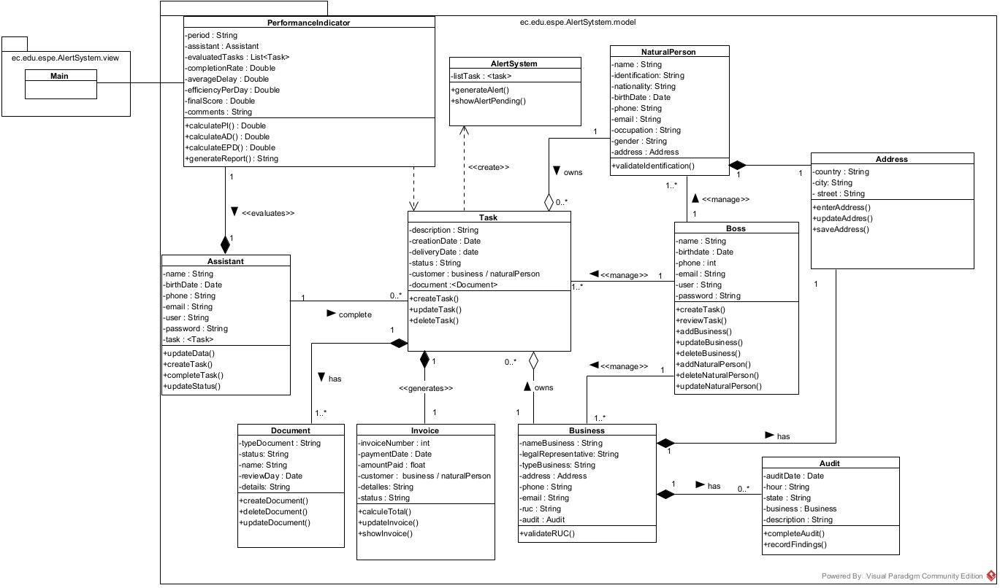 ec.edu.espe.AlertSytstem.model
ec.edu.espe.AlertSystem.view
Main
PerformanceIndicator
-period : String
-assistant : Assistant
-evaluatedTasks : List<Task>
-completionRate : Double
-averageDelay : Double
-efficiencyPerDay : Double
-finalScore : Double
-comments : String
+calculatePI() : Double
+calculateAD() : Double
+calculateEPD() : Double
+generateReport() : String
AlertSystem
-listTask : <task>
+generateAlert()
+showAlertPending()
NaturalPerson
-name : String
-identification: String
-nationality: String
-birthDate : Date
-phone: String
-email : String
-occupation : String
-gender : String
-address : Address
+validateIdentification()
Address
-country : String
-city: String
- street : String
+enterAddress()
+updateAddres()
+saveAddress()
1
<<evaluates>>
1
<<create>>
1
owns
0..*
1
1
1..*
<<manage>>
1
Task
-description : String
-creationDate : Date
-deliveryDate : date
-status : String
-customer : business / naturalPerson
-document :<Document>
+createTask()
+updateTask()
+deleteTask()
Boss
-name : String
-birthdate : Date
-phone : int
-email : String
-user : String
-password : String
+createTask()
+reviewTask()
+addBusiness()
+updateBusiness()
+deleteBusiness()
+addNaturalPerson()
+deleteNaturalPerson()
+updateNaturalPerson()
Assistant
-name : String
-birthDate : Date
-phone : String
-email : String
-user : String
-password : String
-task : <Task>
+updateData()
+createTask()
+completeTask()
+updateStatus()
1
0..*
complete
<<manage>>
1
1..*
1
1
has
1..*
1
<<generates>>
1
0..*
owns
1
<<manage>>
1
1..*
Document
-typeDocument : String
-status: String
-name: String
-reviewDay : Date
-details: String
+createDocument()
+deleteDocument()
+updateDocument()
Invoice
-invoiceNumber : int
-paymentDate : Date
-amountPaid : float
-customer : business / naturalPerson
-detalles: String
-status : String
+calculeTotal()
+updateInvoice()
+showInvoice()
Business
-nameBusiness : String
-legalRepresentative: String
-typeBusiness: String
-address : Address
-phone : String
-email : String
-ruc : String
-audit : Audit
+validateRUC()
has
1
1
has
0..*
Audit
-auditDate : Date
-hour : String
-state : String
-business : Business
-description : String
+completeAudit()
+recordFindings()
Powered By Visual Paradigm Community Edition